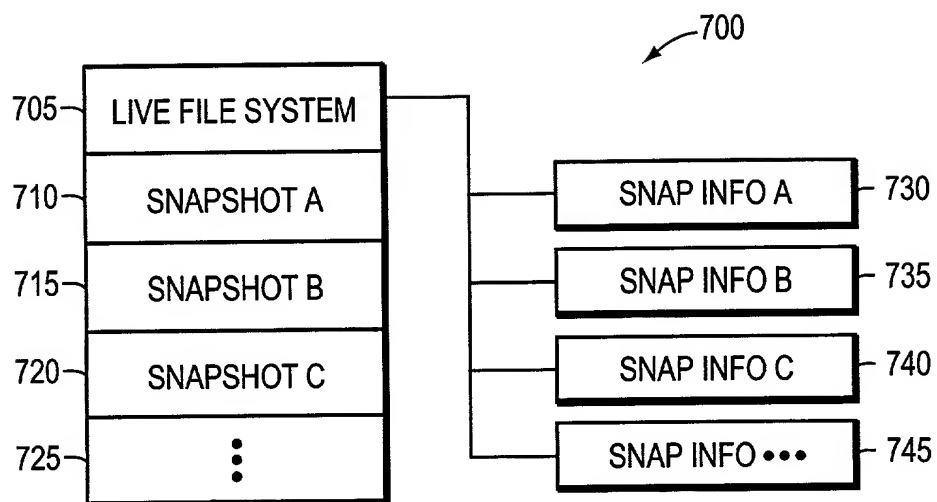 700
705 LIVE FILE SYSTEM
710 SNAPSHOT A
SNAP INFO A 730
715 SNAPSHOT B
SNAP INFO B 735
720 SNAPSHOT C
SNAP INFO C 740
725 ⋮
SNAP INFO ••• 745